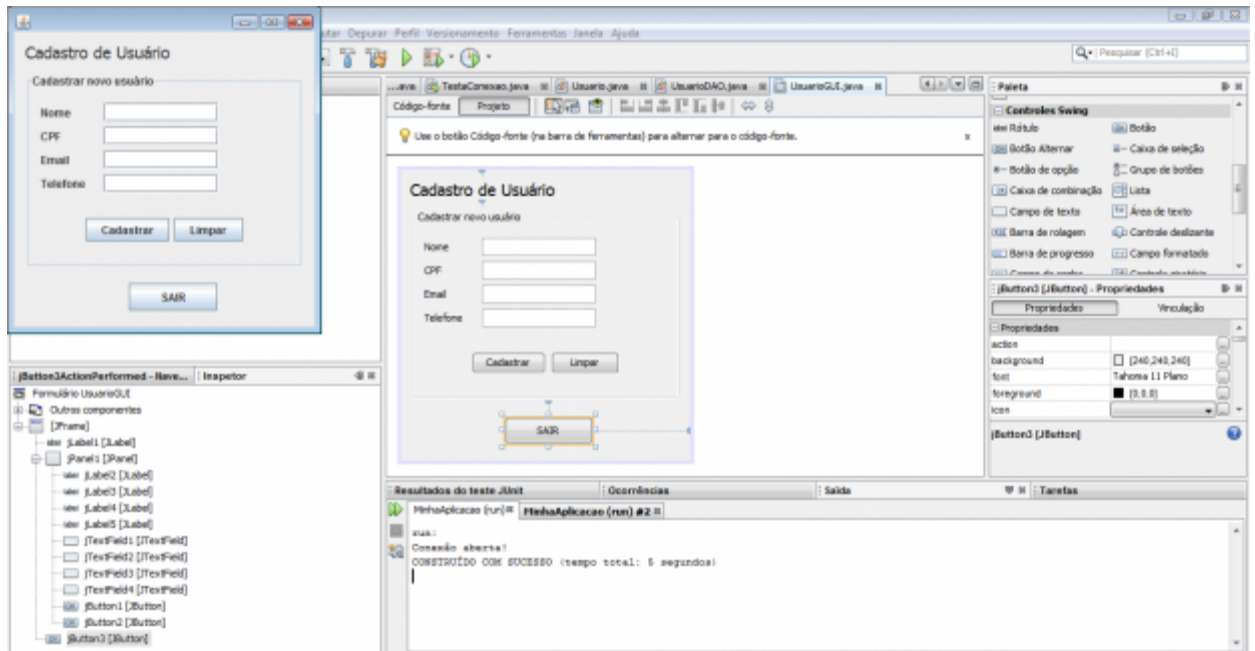 Cadastro de Usuário
Cadastrar novo usuário
Nome
CPF
Email
Telefone
Cadastrar Limpar
SAIR
utar Depurar Perfil Versionamento Ferramentas Janela Ajuda
Pesquisar (Ctrl+I)
...ava TestaConexao.java Usuario.java UsuarioDAO.java UsuarioGUI.java
Código-fonte Projeto
Use o botão Código-fonte (na barra de ferramentas) para alternar para o código-fonte.
Cadastro de Usuário
Cadastrar novo usuário
Nome
CPF
Email
Telefone
Cadastrar Limpar
SAIR
Paleta
Controles Swing
Rótulo Botão
Botão Alternar Caixa de seleção
Botão de opção Grupo de botões
Caixa de combinação Lista
Campo de texto Área de texto
Barra de rolagem Controle deslizante
Barra de progresso Campo formatado
jButton3 [JButton] - Propriedades
Propriedades Vinculação
Propriedades
action
background [240,240,240]
font Tahoma 11 Plano
foreground [0,0,0]
icon
jButton3 [JButton]
jButton3ActionPerformed - Nave... Inspetor
Formulário UsuarioGUI
Outros componentes
[JFrame]
jLabel1 [JLabel]
jPanel1 [JPanel]
jLabel2 [JLabel]
jLabel3 [JLabel]
jLabel4 [JLabel]
jLabel5 [JLabel]
jTextField1 [JTextField]
jTextField2 [JTextField]
jTextField3 [JTextField]
jTextField4 [JTextField]
jButton1 [JButton]
jButton2 [JButton]
jButton3 [JButton]
Resultados do teste JUnit Ocorrências Saída Tarefas
MinhaAplicacao (run) MinhaAplicacao (run) #2
run:
Conexão aberta!
CONSTRUÍDO COM SUCESSO (tempo total: 5 segundos)